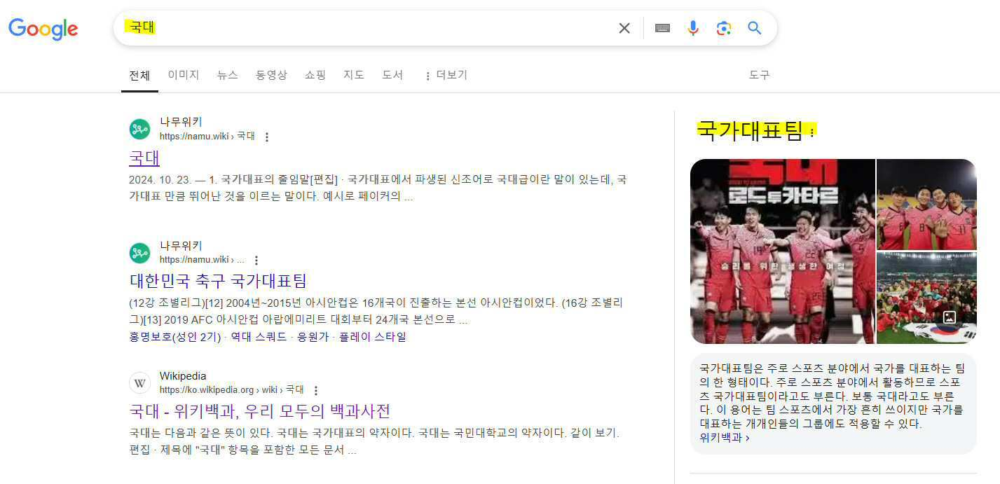 Google
국대
전체 이미지 뉴스 동영상 쇼핑 지도 도서 더보기 도구
나무위키
https://namu.wiki › 국대
국대
2024. 10. 23. — 1. 국가대표의 줄임말[편집] · 국가대표에서 파생된 신조어로 국대급이란 말이 있는데, 국
가대표 만큼 뛰어난 것을 이르는 말이다. 예시로 페이커의 ...
나무위키
https://namu.wiki › ...
대한민국 축구 국가대표팀
(12강 조별리그)[12] 2004년~2015년 아시안컵은 16개국이 진출하는 본선 아시안컵이었다. (16강 조별리
그)[13] 2019 AFC 아시안컵 아랍에미리트 대회부터 24개국 본선으로 ...
홍명보호(성인 2기) · 역대 스쿼드 · 응원가 · 플레이 스타일
Wikipedia
https://ko.wikipedia.org › wiki › 국대
국대 - 위키백과, 우리 모두의 백과사전
국대는 다음과 같은 뜻이 있다. 국대는 국가대표의 약자이다. 국대는 국민대학교의 약자이다. 같이 보기.
편집 · 제목에 "국대" 항목을 포함한 모든 문서 ...
국가대표팀
국대
로드투카타르
승리를 위한 생생한 여정
국가대표팀은 주로 스포츠 분야에서 국가를 대표하는 팀
의 한 형태이다. 주로 스포츠 분야에서 활동하므로 스포
츠 국가대표팀이라고도 부른다. 보통 국대라고도 부른
다. 이 용어는 팀 스포츠에서 가장 흔히 쓰이지만 국가를
대표하는 개개인들의 그룹에도 적용할 수 있다.
위키백과 ›